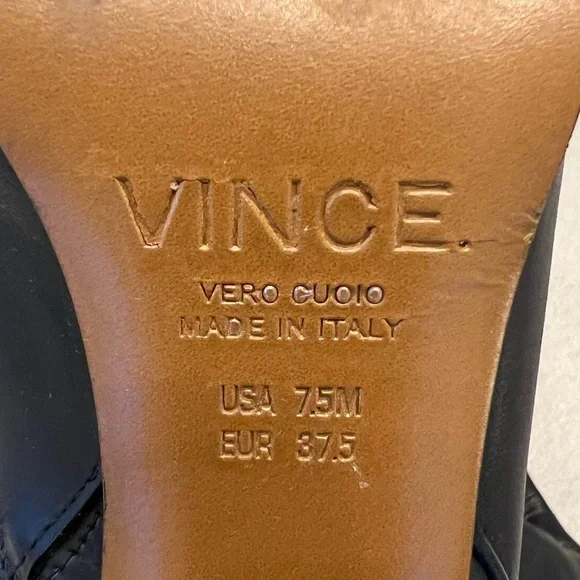 VINCE.
VERO CUOIO
MADE IN ITALY
USA 7.5M
EUR 37.5